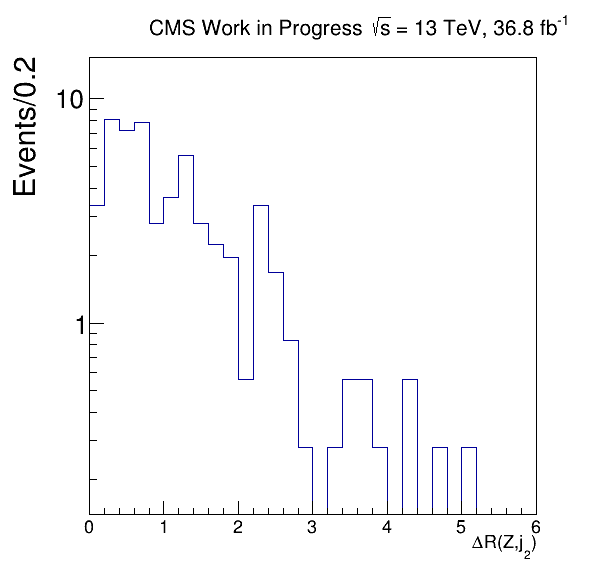 CMS Work in Progress √s = 13 TeV, 36.8 fb⁻¹
Events/0.2
10
1
0 1 2 3 4 5 6
ΔR(Z,j₂)